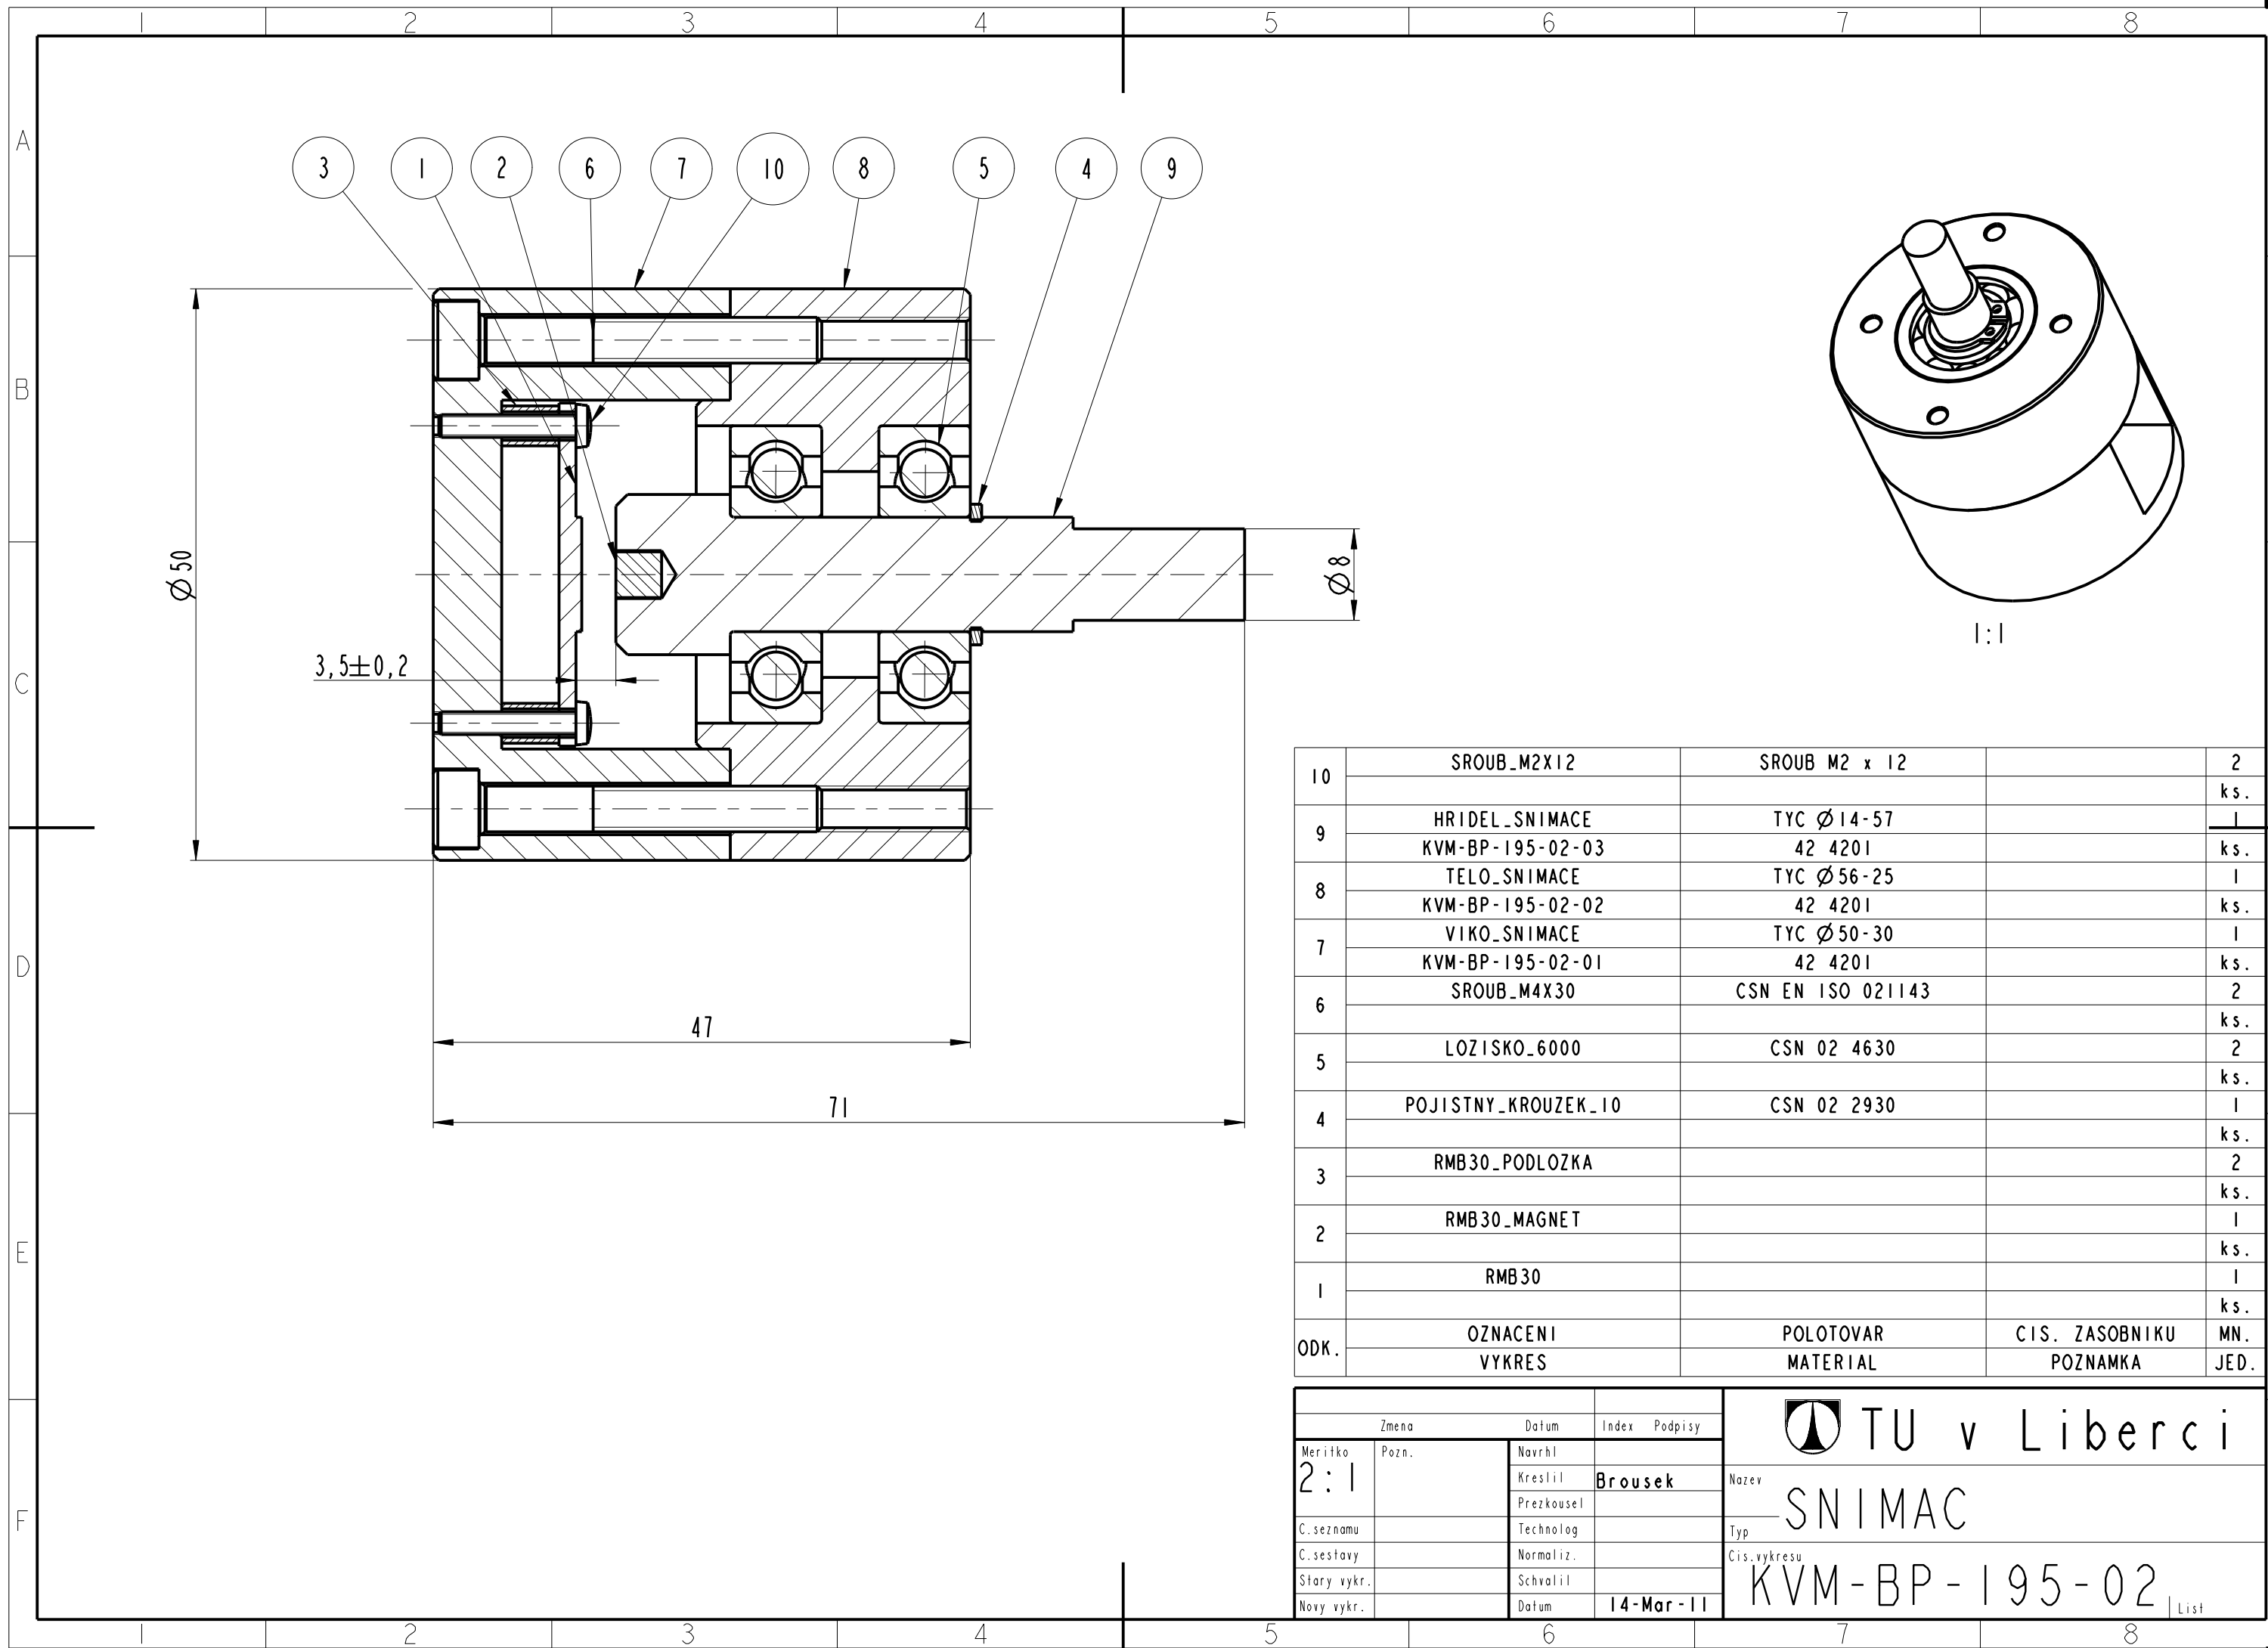 1 2 3 4 5 6 7 8
A
B
C
D
E
F
3 1 2 6 7 10 8 5 4 9
Ø50
3,5±0,2
Ø8
47
71
1:1
10 SROUB_M2X12 SROUB M2 x 12 2
ks.
9 HRIDEL_SNIMACE TYC Ø14-57 1
KVM-BP-195-02-03 42 4201 ks.
8 TELO_SNIMACE TYC Ø56-25 1
KVM-BP-195-02-02 42 4201 ks.
7 VIKO_SNIMACE TYC Ø50-30 1
KVM-BP-195-02-01 42 4201 ks.
6 SROUB_M4X30 CSN EN ISO 021143 2
ks.
5 LOZISKO_6000 CSN 02 4630 2
ks.
4 POJISTNY_KROUZEK_10 CSN 02 2930 1
ks.
3 RMB30_PODLOZKA 2
ks.
2 RMB30_MAGNET 1
ks.
1 RMB30 1
ks.
ODK. OZNACENI POLOTOVAR CIS. ZASOBNIKU MN.
VYKRES MATERIAL POZNAMKA JED.
Zmena Datum Index Podpisy
Meritko Pozn.
2:1
C.seznamu
C.sestavy
Stary vykr.
Novy vykr.
Navrhl
Kreslil Brousek
Prezkousel
Technolog
Normaliz.
Schvalil
Datum 14-Mar-11
TU v Liberci
Nazev
SNIMAC
Typ
Cis.vykresu
KVM-BP-195-02
List
1 2 3 4 5 6 7 8